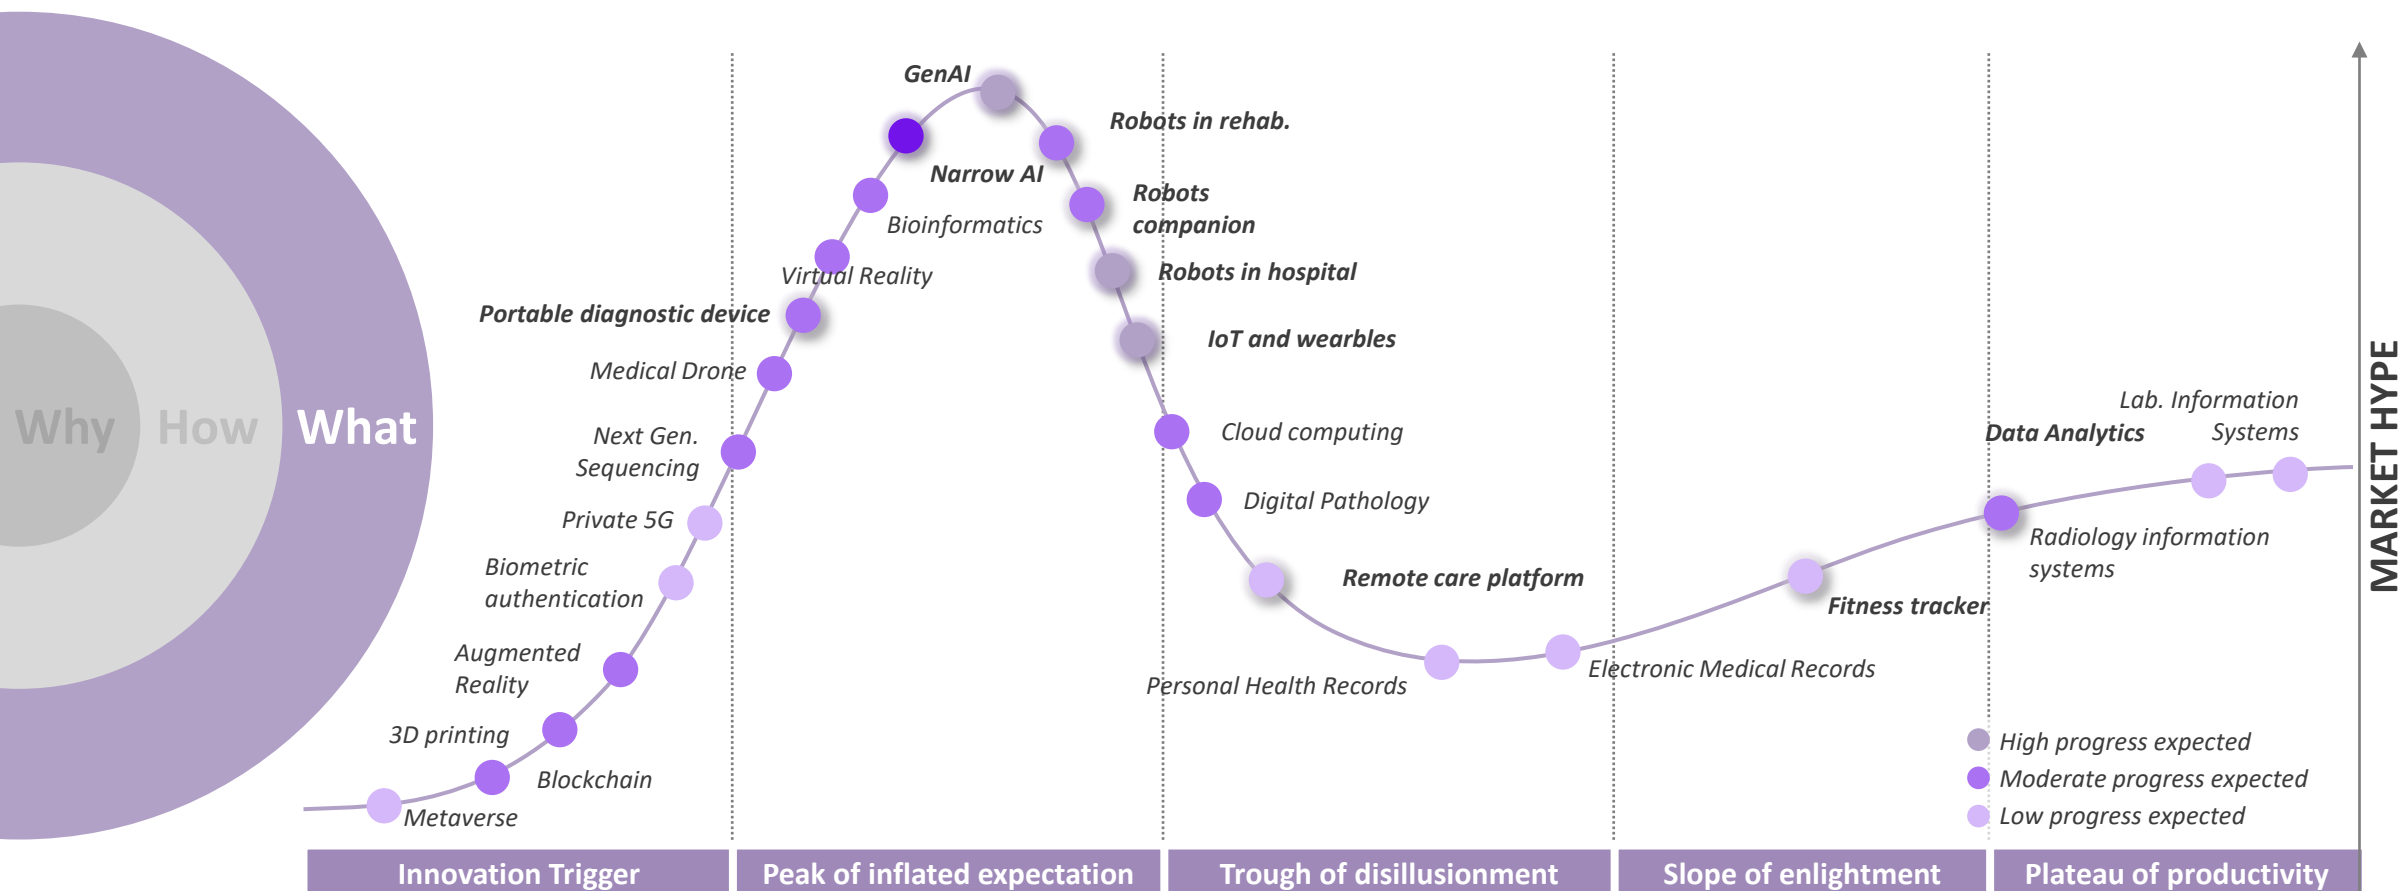 Why
How
What
GenAI
Robots in rehab.
Narrow AI
Robots
companion
Bioinformatics
Virtual Reality
Robots in hospital
Portable diagnostic device
IoT and wearbles
Medical Drone
Next Gen.
Sequencing
Cloud computing
Private 5G
Digital Pathology
Biometric
authentication
Remote care platform
Augmented
Reality
Personal Health Records
Electronic Medical Records
Fitness tracker
3D printing
Blockchain
Metaverse
Data Analytics
Lab. Information
Systems
Radiology information
systems
MARKET HYPE
High progress expected
Moderate progress expected
Low progress expected
Innovation Trigger
Peak of inflated expectation
Trough of disillusionment
Slope of enlightment
Plateau of productivity